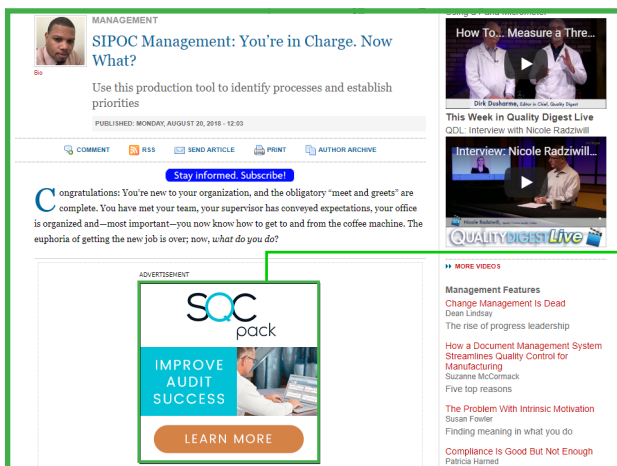 MANAGEMENT
SIPOC Management: You're in Charge. Now
What?
Bio
Use this production tool to identify processes and establish
priorities
PUBLISHED: MONDAY, AUGUST 20, 2018 - 12:03
COMMENT RSS SEND ARTICLE PRINT AUTHOR ARCHIVE
Stay informed. Subscribe!
Congratulations: You're new to your organization, and the obligatory "meet and greets" are
complete. You have met your team, your supervisor has conveyed expectations, your office
is organized and—most important—you now know how to get to and from the coffee machine. The
euphoria of getting the new job is over; now, what do you do?
ADVERTISEMENT
SQC
pack
IMPROVE
AUDIT
SUCCESS
LEARN MORE
How To... Measure a Thre...
Dirk Dusharme, Editor in Chief, Quality Digest
This Week in Quality Digest Live
QDL: Interview with Nicole Radziwill
Interview: Nicole Radziwill...
Nicole Radziwill,
QUALITY DIGEST Live
MORE VIDEOS
Management Features
Change Management Is Dead
Dean Lindsay
The rise of progress leadership
How a Document Management System
Streamlines Quality Control for
Manufacturing
Suzanne McCormack
Five top reasons
The Problem With Intrinsic Motivation
Susan Fowler
Finding meaning in what you do
Compliance Is Good But Not Enough
Patricia Harned